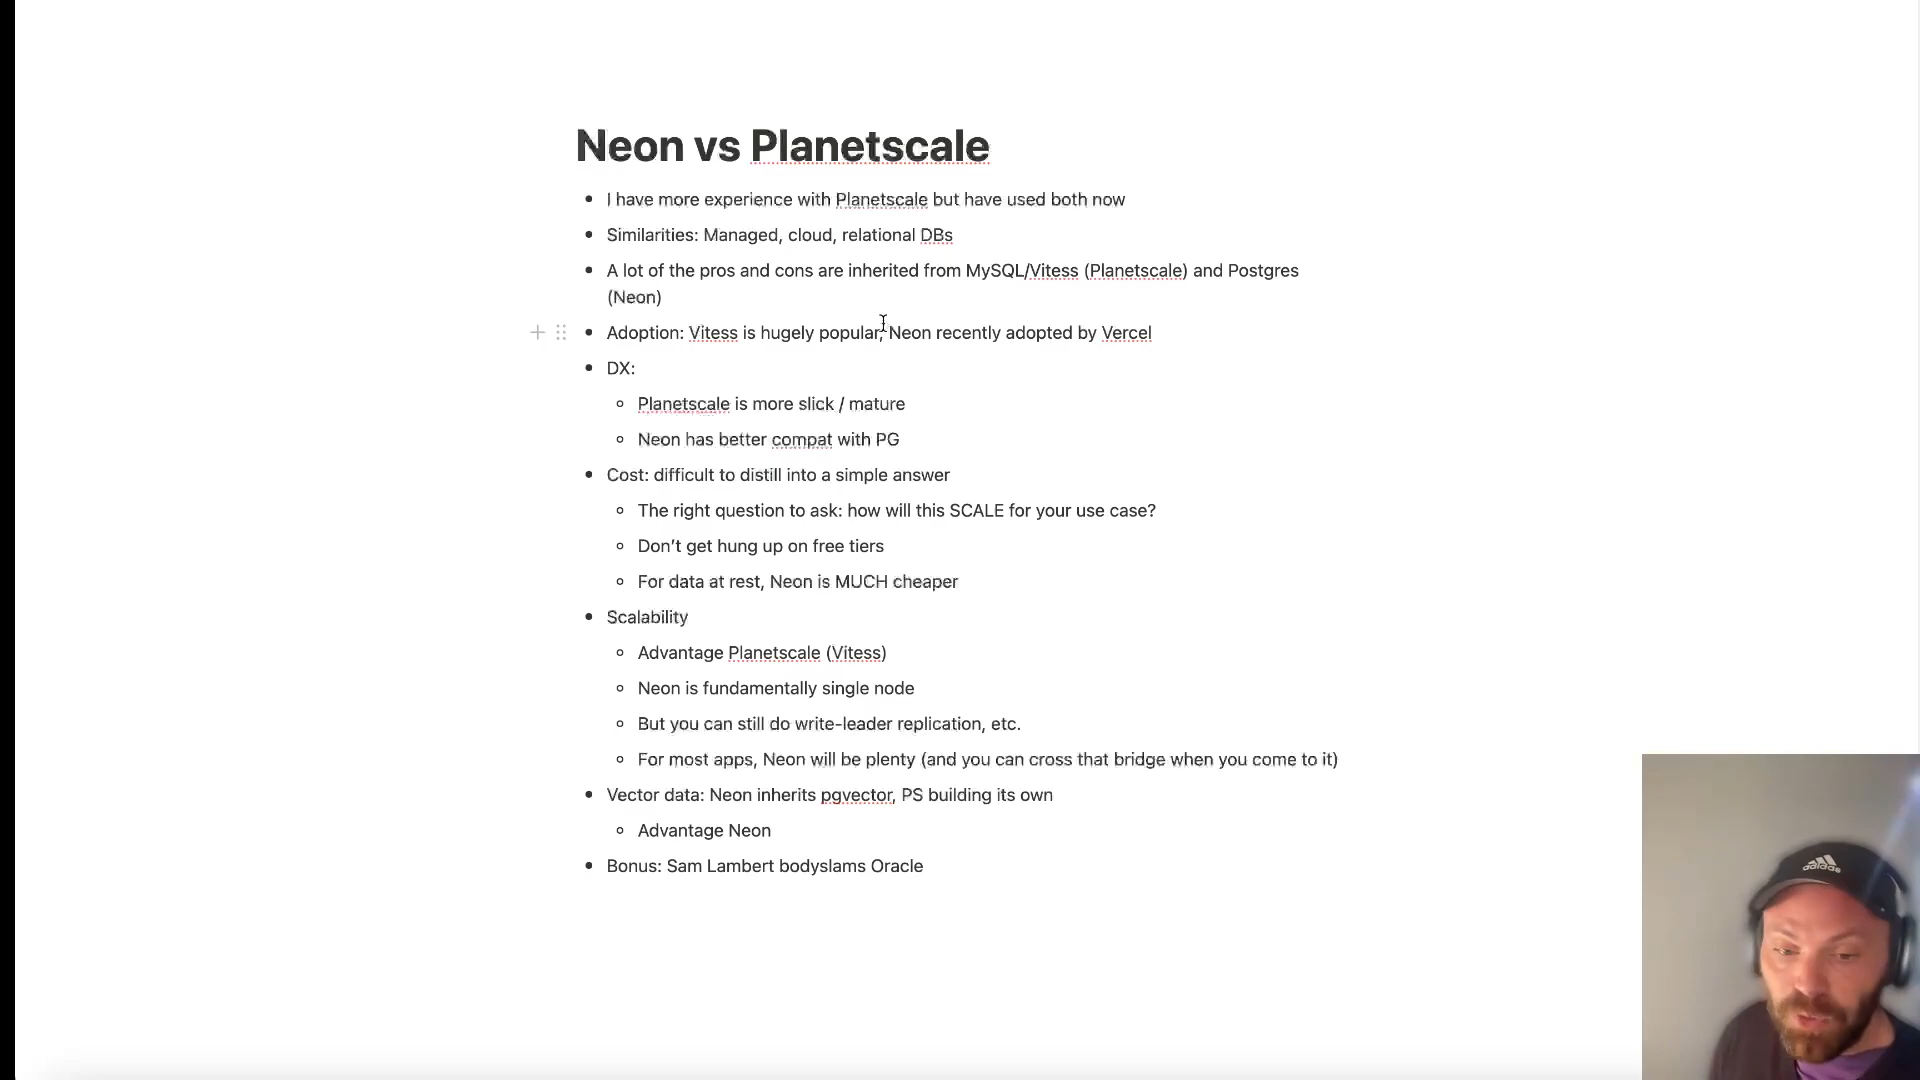 Neon vs Planetscale
I have more experience with Planetscale but have used both now
Similarities: Managed, cloud, relational DBs
A lot of the pros and cons are inherited from MySQL/Vitess (Planetscale) and Postgres
(Neon)
Adoption: Vitess is hugely popular, Neon recently adopted by Vercel
DX:
Planetscale is more slick / mature
Neon has better compat with PG
Cost: difficult to distill into a simple answer
The right question to ask: how will this SCALE for your use case?
Don’t get hung up on free tiers
For data at rest, Neon is MUCH cheaper
Scalability
Advantage Planetscale (Vitess)
Neon is fundamentally single node
But you can still do write-leader replication, etc.
For most apps, Neon will be plenty (and you can cross that bridge when you come to it)
Vector data: Neon inherits pgvector, PS building its own
Advantage Neon
Bonus: Sam Lambert bodyslams Oracle
adidas